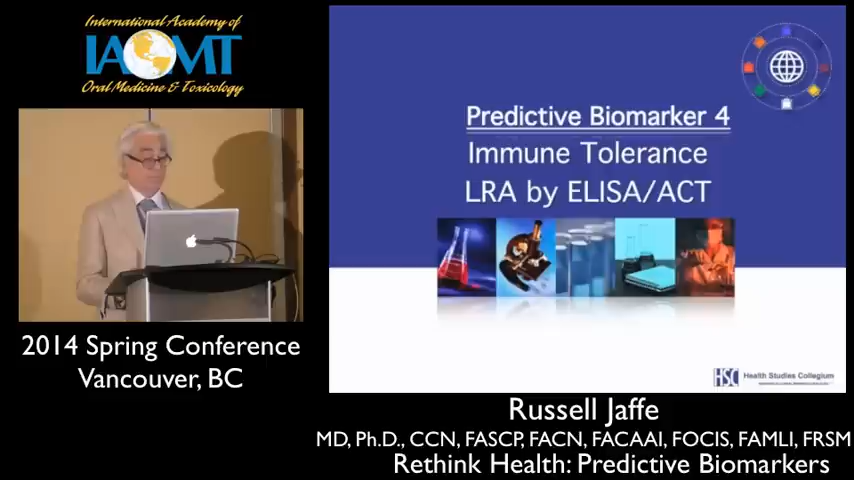 International Academy of
IAOMT
Oral Medicine & Toxicology
Predictive Biomarker 4
Immune Tolerance
LRA by ELISA/ACT
HSC Health Studies Collegium
2014 Spring Conference
Vancouver, BC
Russell Jaffe
MD, Ph.D., CCN, FASCP, FACN, FACAAI, FOCIS, FAMLI, FRSM
Rethink Health: Predictive Biomarkers